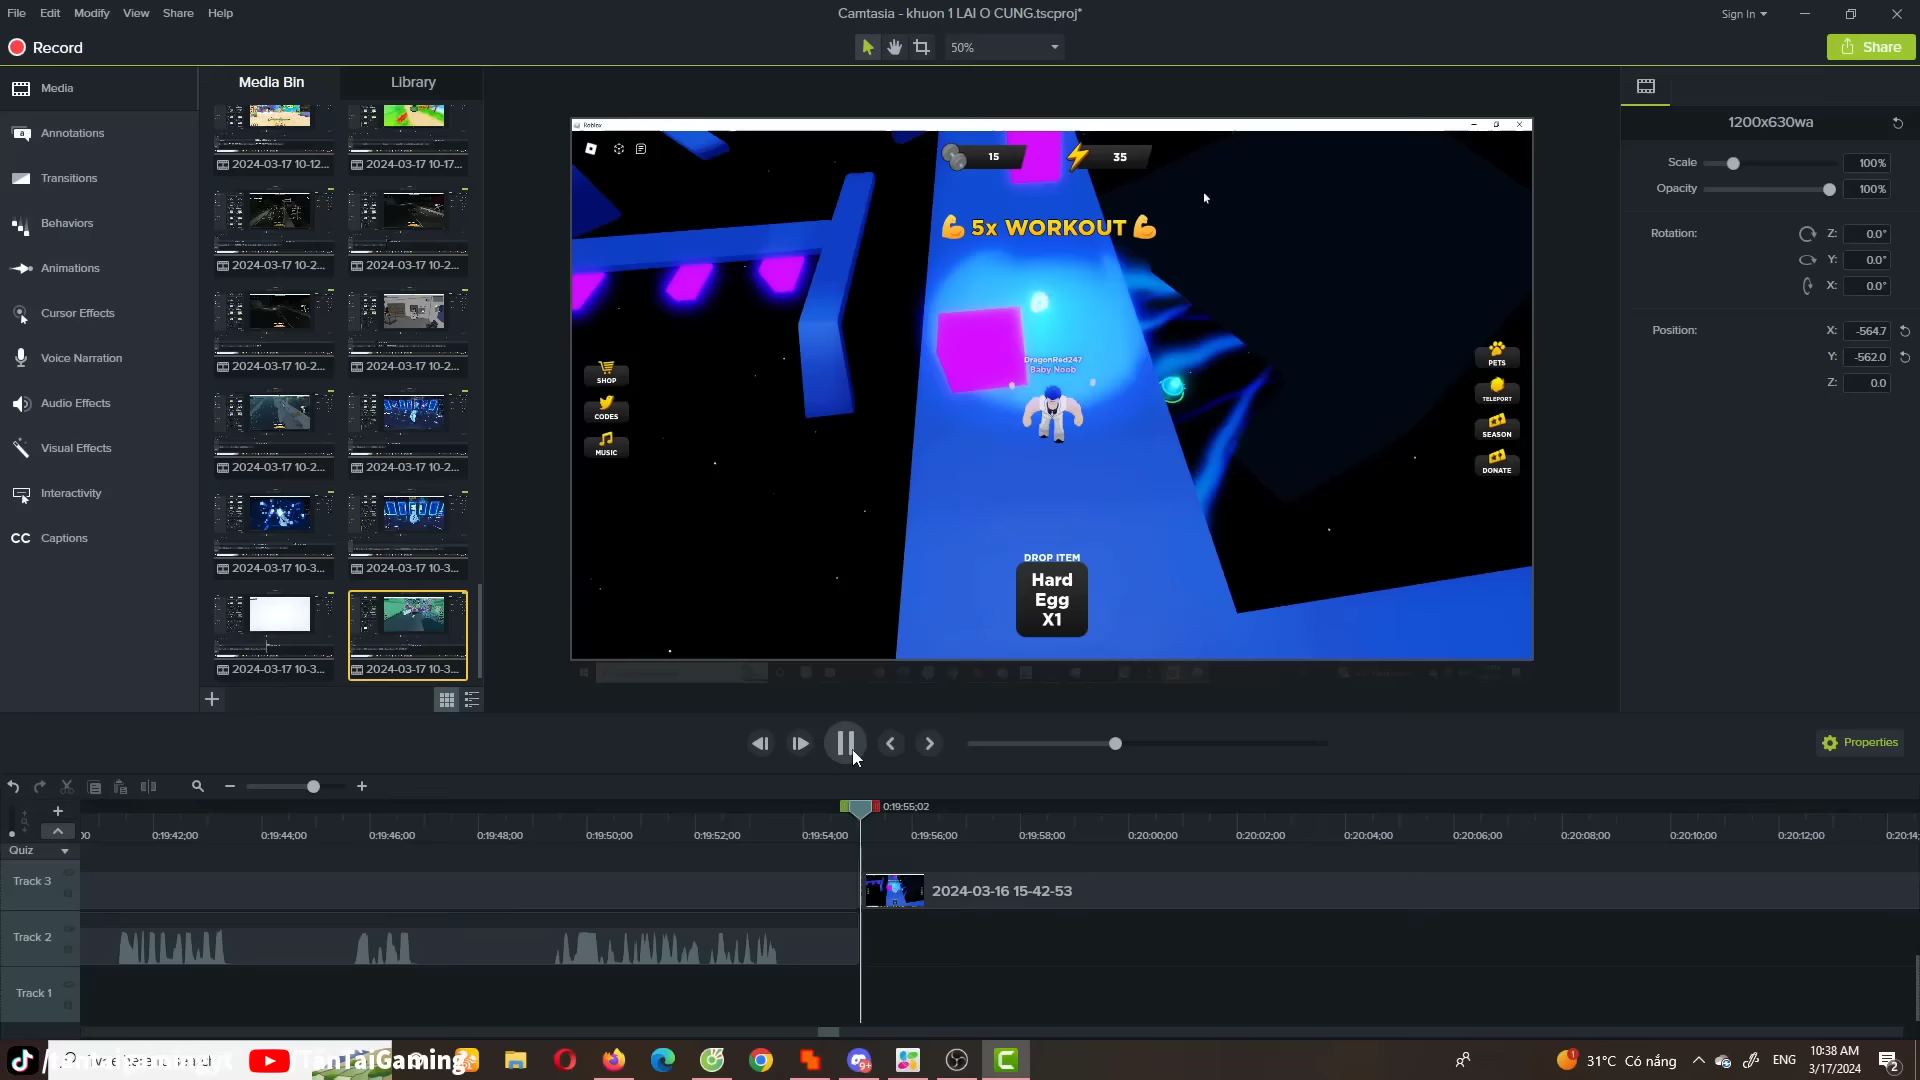 File Edit Modify View Share Help
Camtasia - khuon 1 LAI O CUNG.tscproj*
Sign In
Record
50%
Share
Media
Annotations
Transitions
Behaviors
Animations
Cursor Effects
Voice Narration
Audio Effects
Visual Effects
Interactivity
CC Captions
Media Bin
Library
2024-03-17 10-12...
2024-03-17 10-17...
2024-03-17 10-2...
2024-03-17 10-2...
2024-03-17 10-2...
2024-03-17 10-2...
2024-03-17 10-2...
2024-03-17 10-2...
2024-03-17 10-3...
2024-03-17 10-3...
2024-03-17 10-3...
2024-03-17 10-3...
Roblox
15
35
5x WORKOUT
DragonRed247
Baby Noob
SHOP
CODES
MUSIC
PETS
TELEPORT
SEASON
DONATE
DROP ITEM
Hard
Egg
X1
1200x630wa
Scale 100%
Opacity 100%
Rotation: Z: 0.0°
Y: 0.0°
X: 0.0°
Position: X: -564.7
Y: -562.0
Z: 0.0
Properties
0:19:55;02
0:19:42;00 0:19:44;00 0:19:46;00 0:19:48;00 0:19:50;00 0:19:52;00 0:19:54;00 0:19:56;00 0:19:58;00 0:20:00;00 0:20:02;00 0:20:04;00 0:20:06;00 0:20:08;00 0:20:10;00 0:20:12;00 0:20:14;
Quiz
Track 3
2024-03-16 15-42-53
Track 2
Track 1
/TanTaiGaming
31°C Có nắng
ENG
10:38 AM
3/17/2024
2